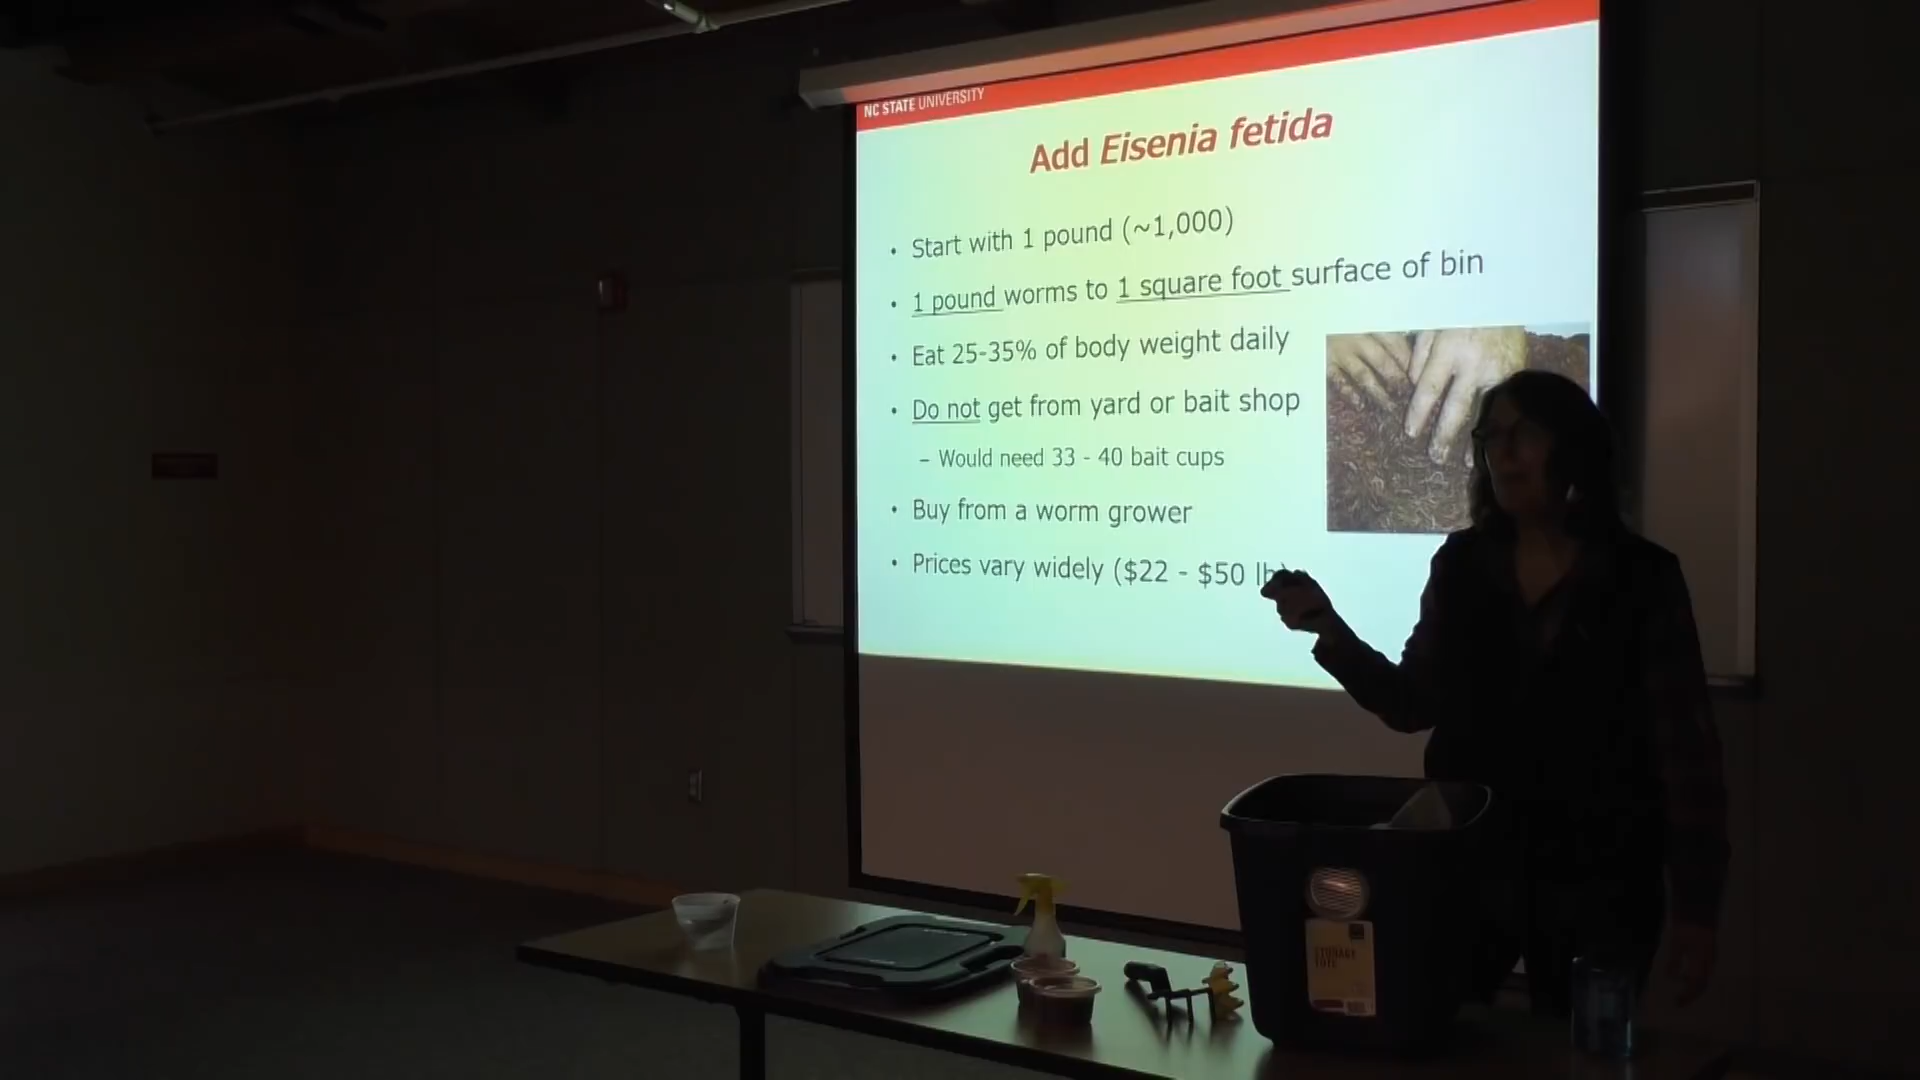 NC STATE UNIVERSITY
Add Eisenia fetida
• Start with 1 pound (~1,000)
• 1 pound worms to 1 square foot surface of bin
• Eat 25-35% of body weight daily
• Do not get from yard or bait shop
– Would need 33 - 40 bait cups
• Buy from a worm grower
• Prices vary widely ($22 - $50 lb)
STORAGE
TOTE